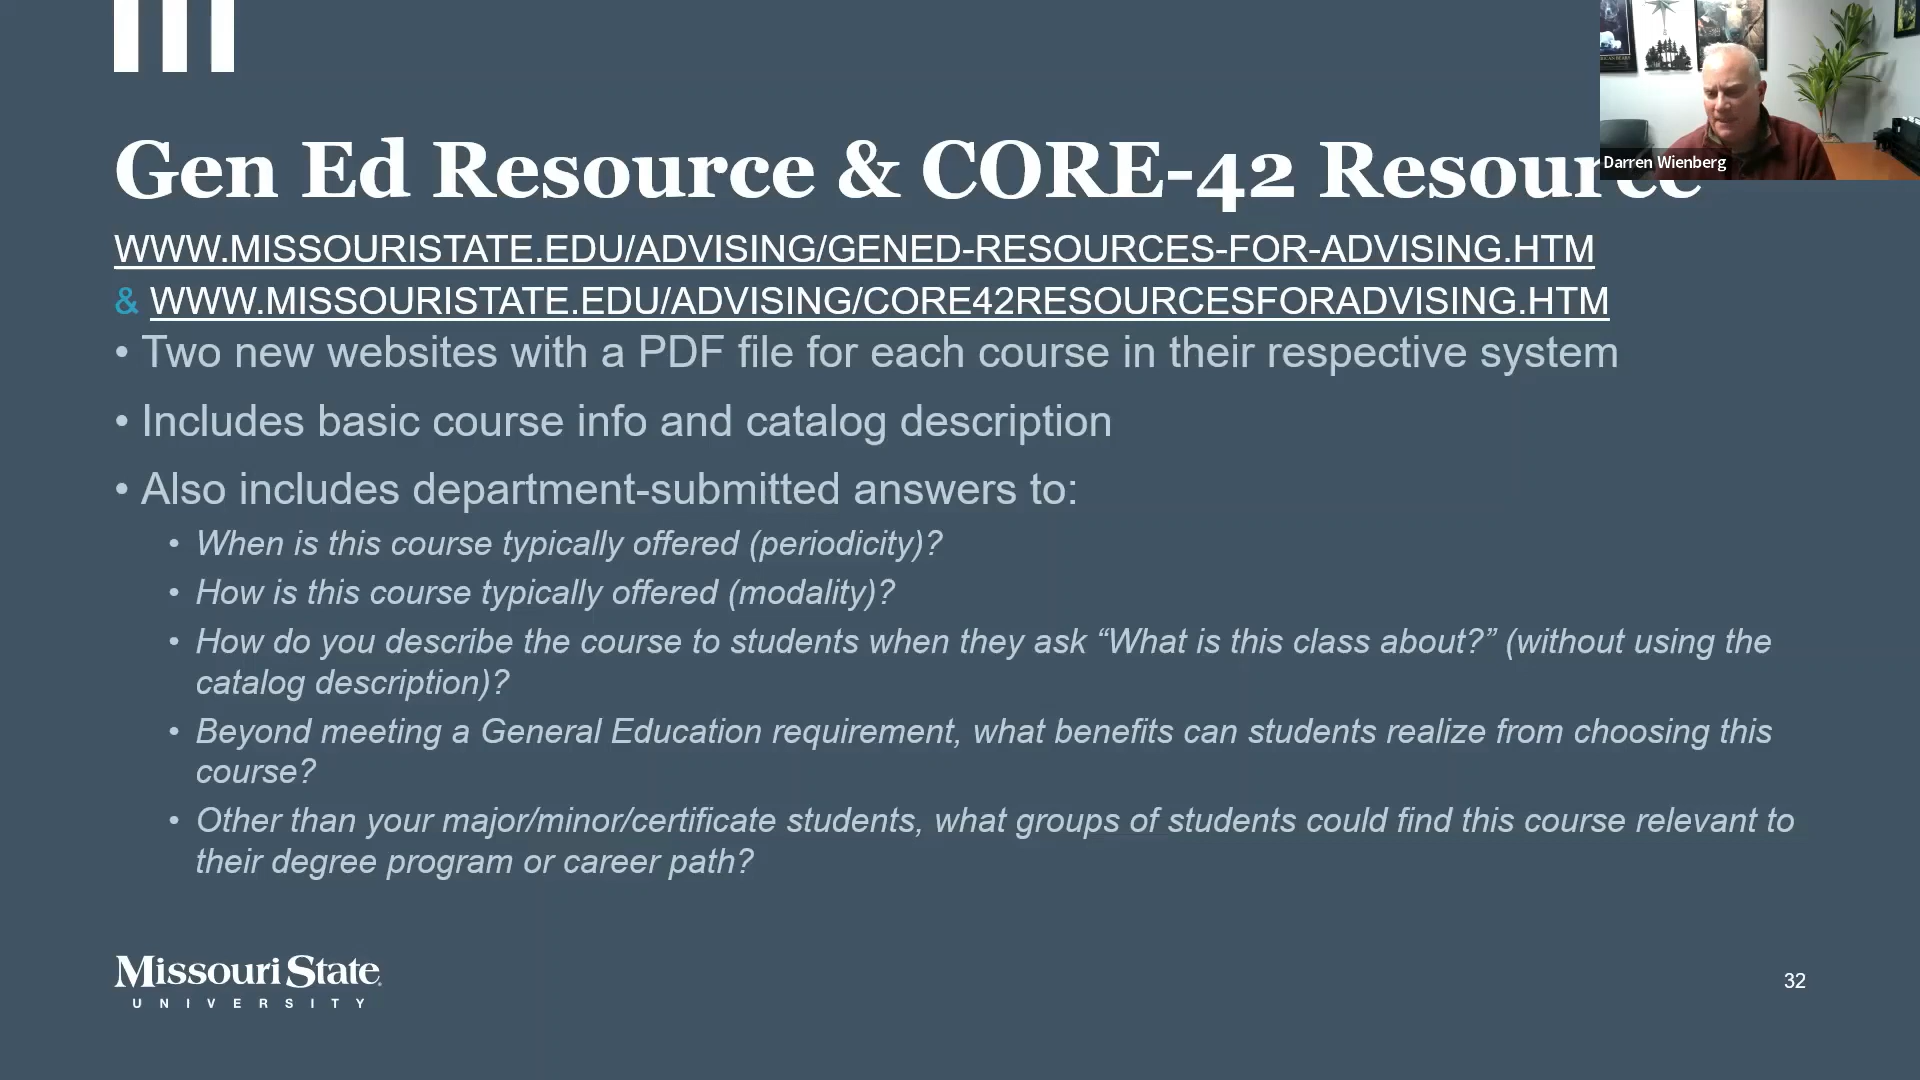 Gen Ed Resource & CORE-42 Resource
Darren Wienberg
WWW.MISSOURISTATE.EDU/ADVISING/GENED-RESOURCES-FOR-ADVISING.HTM
& WWW.MISSOURISTATE.EDU/ADVISING/CORE42RESOURCESFORADVISING.HTM
• Two new websites with a PDF file for each course in their respective system
• Includes basic course info and catalog description
• Also includes department-submitted answers to:
• When is this course typically offered (periodicity)?
• How is this course typically offered (modality)?
• How do you describe the course to students when they ask “What is this class about?” (without using the
catalog description)?
• Beyond meeting a General Education requirement, what benefits can students realize from choosing this
course?
• Other than your major/minor/certificate students, what groups of students could find this course relevant to
their degree program or career path?
Missouri State
UNIVERSITY
32